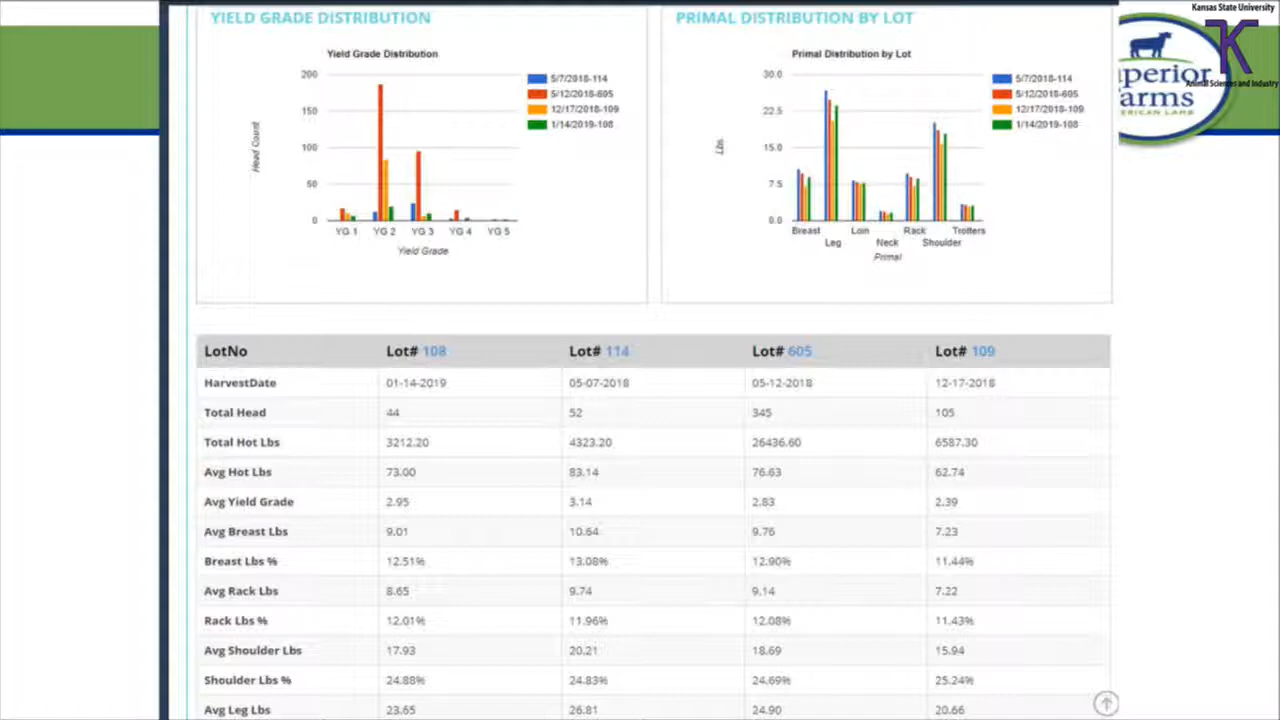 Kansas State University
YIELD GRADE DISTRIBUTION
PRIMAL DISTRIBUTION BY LOT
perior
Animal Sciences and Industry
arms
ERICAN LAMB
Yield Grade Distribution
200
150
100
50
0
Head Count
YG 1 YG 2 YG 3 YG 4 YG 5
Yield Grade
5/7/2018-114
5/12/2018-605
12/17/2018-109
1/14/2019-108
Primal Distribution by Lot
30.0
22.5
15.0
7.5
0.0
Lbs
Breast Loin Rack Trotters
Leg Neck Shoulder
Primal
5/7/2018-114
5/12/2018-605
12/17/2018-109
1/14/2019-108
LotNo Lot# 108 Lot# 114 Lot# 605 Lot# 109
HarvestDate 01-14-2019 05-07-2018 05-12-2018 12-17-2018
Total Head 44 52 345 105
Total Hot Lbs 3212.20 4323.20 26436.60 6587.30
Avg Hot Lbs 73.00 83.14 76.63 62.74
Avg Yield Grade 2.95 3.14 2.83 2.39
Avg Breast Lbs 9.01 10.64 9.76 7.23
Breast Lbs % 12.51% 13.08% 12.90% 11.44%
Avg Rack Lbs 8.65 9.74 9.14 7.22
Rack Lbs % 12.01% 11.96% 12.08% 11.43%
Avg Shoulder Lbs 17.93 20.21 18.69 15.94
Shoulder Lbs % 24.88% 24.83% 24.69% 25.24%
Avg Leg Lbs 23.65 26.81 24.90 20.66